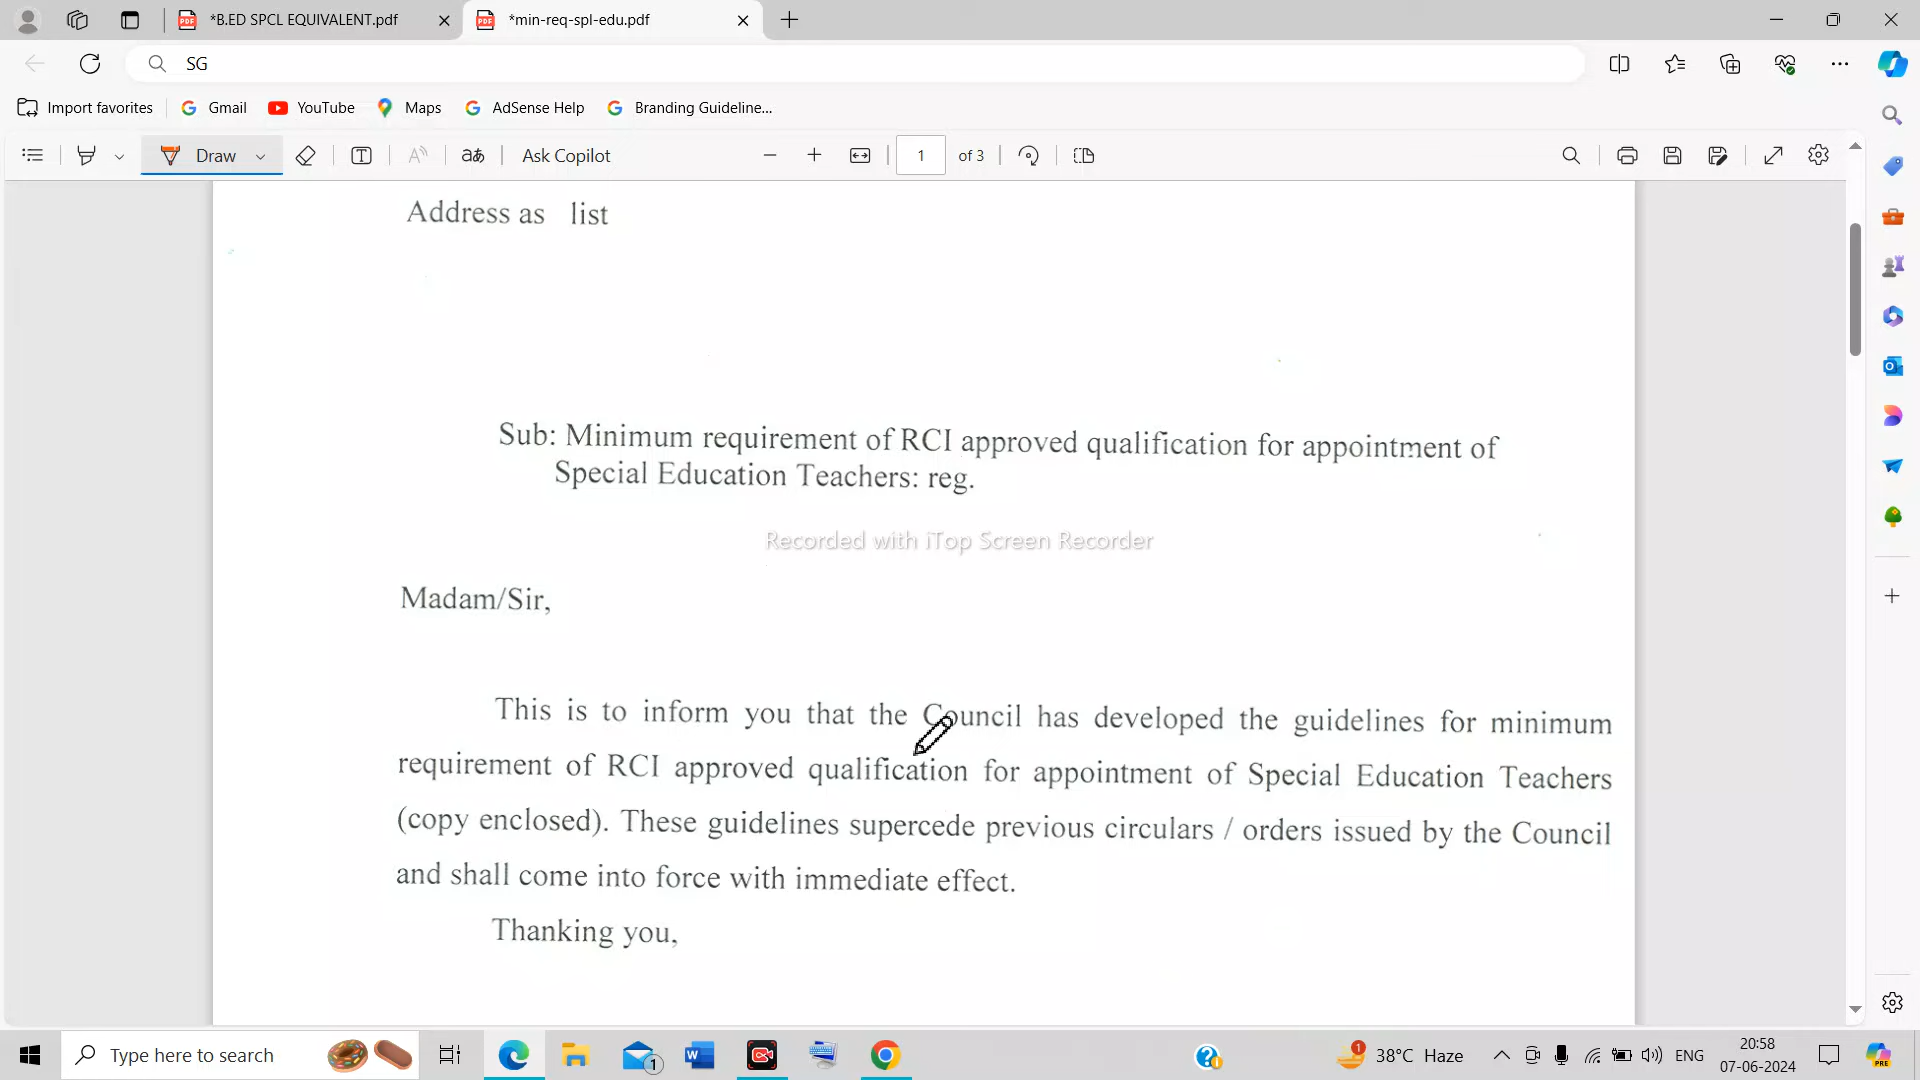 *B.ED SPCL EQUIVALENT.pdf
*min-req-spl-edu.pdf
SG
Import favorites
Gmail
YouTube
Maps
AdSense Help
Branding Guideline...
Draw
Ask Copilot
1 of 3
Address as list
Sub: Minimum requirement of RCI approved qualification for appointment of
Special Education Teachers: reg.
Recorded with iTop Screen Recorder
Madam/Sir,
This is to inform you that the Council has developed the guidelines for minimum
requirement of RCI approved qualification for appointment of Special Education Teachers
(copy enclosed). These guidelines supercede previous circulars / orders issued by the Council
and shall come into force with immediate effect.
Thanking you,
Type here to search
38°C Haze
ENG
20:58
07-06-2024